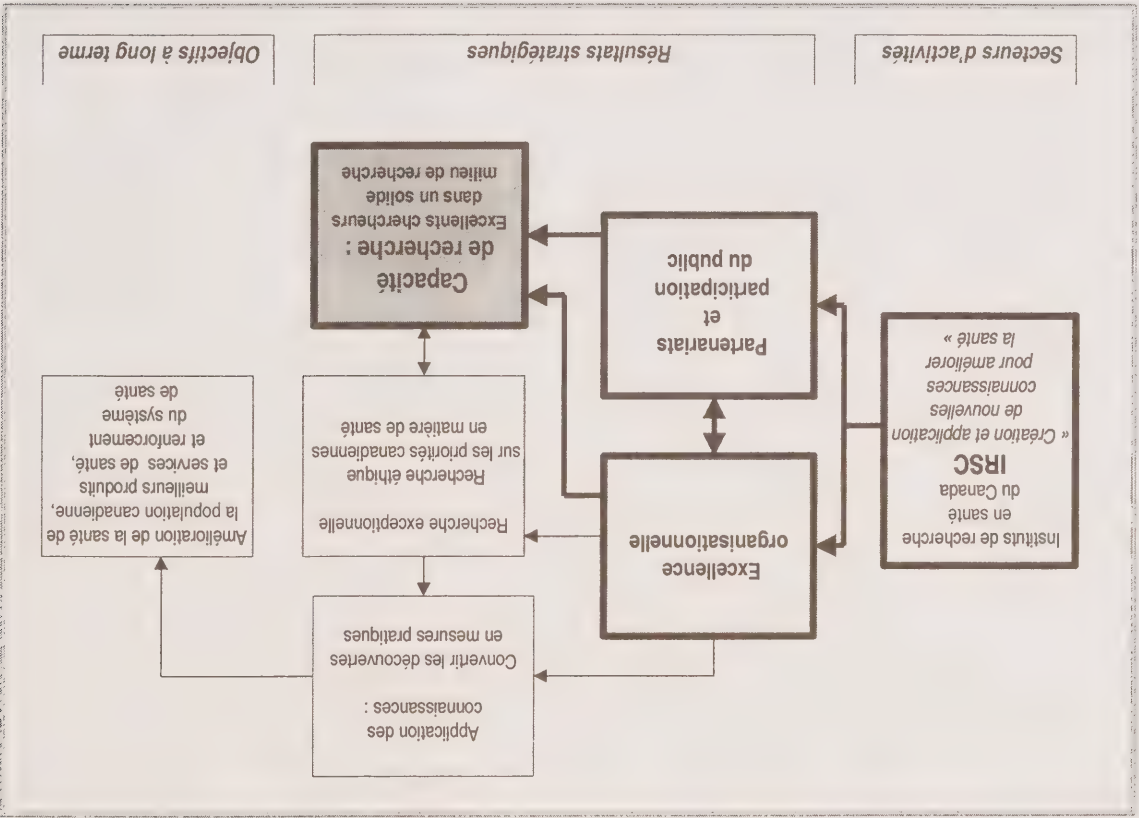 Application des
connaissances :
Convertir les découvertes
en mesures pratiques
Instituts de recherche
en santé
du Canada
IRSC
« Création et application
de nouvelles
connaissances
pour améliorer
la santé »
Excellence
organisationnelle
Recherche exceptionnelle
Recherche éthique
sur les priorités canadiennes
en matière de santé
Amélioration de la santé de
la population canadienne,
meilleurs produits
et services de santé,
et renforcement
du système
de santé
Partenariats
et
participation
du public
Capacité
de recherche :
Excellents chercheurs
dans un solide
milieu de recherche
Secteurs d'activités
Résultats stratégiques
Objectifs à long terme